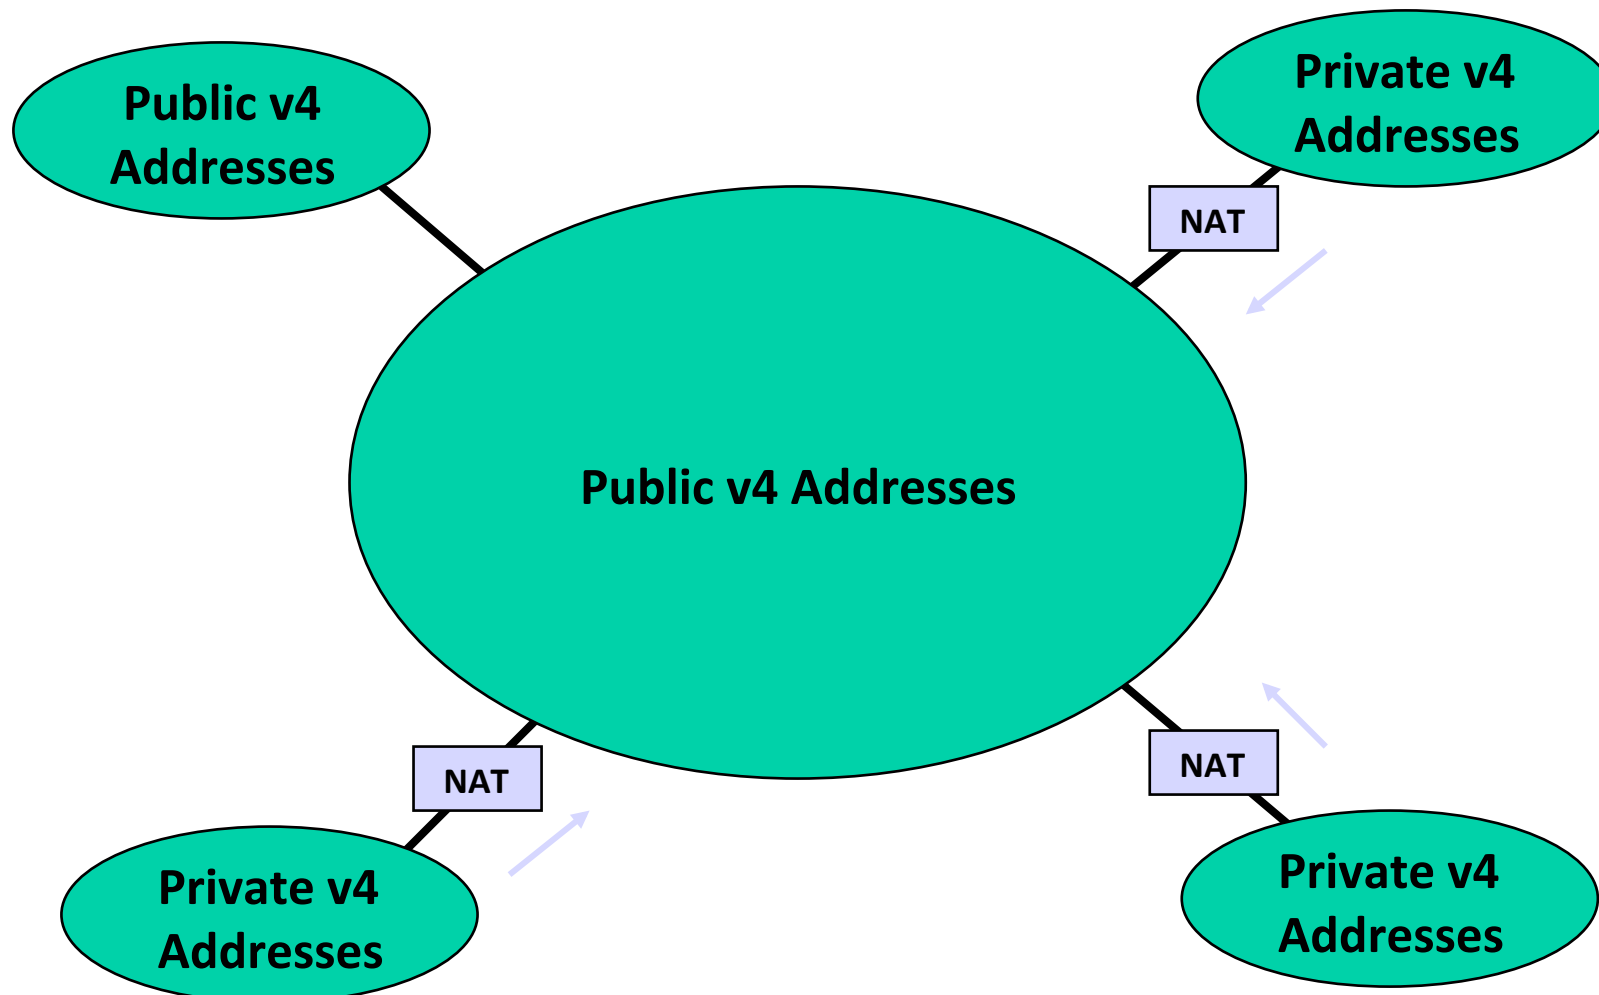 Public v4
Addresses
Private v4
Addresses
NAT
Public v4 Addresses
NAT
NAT
Private v4
Addresses
Private v4
Addresses